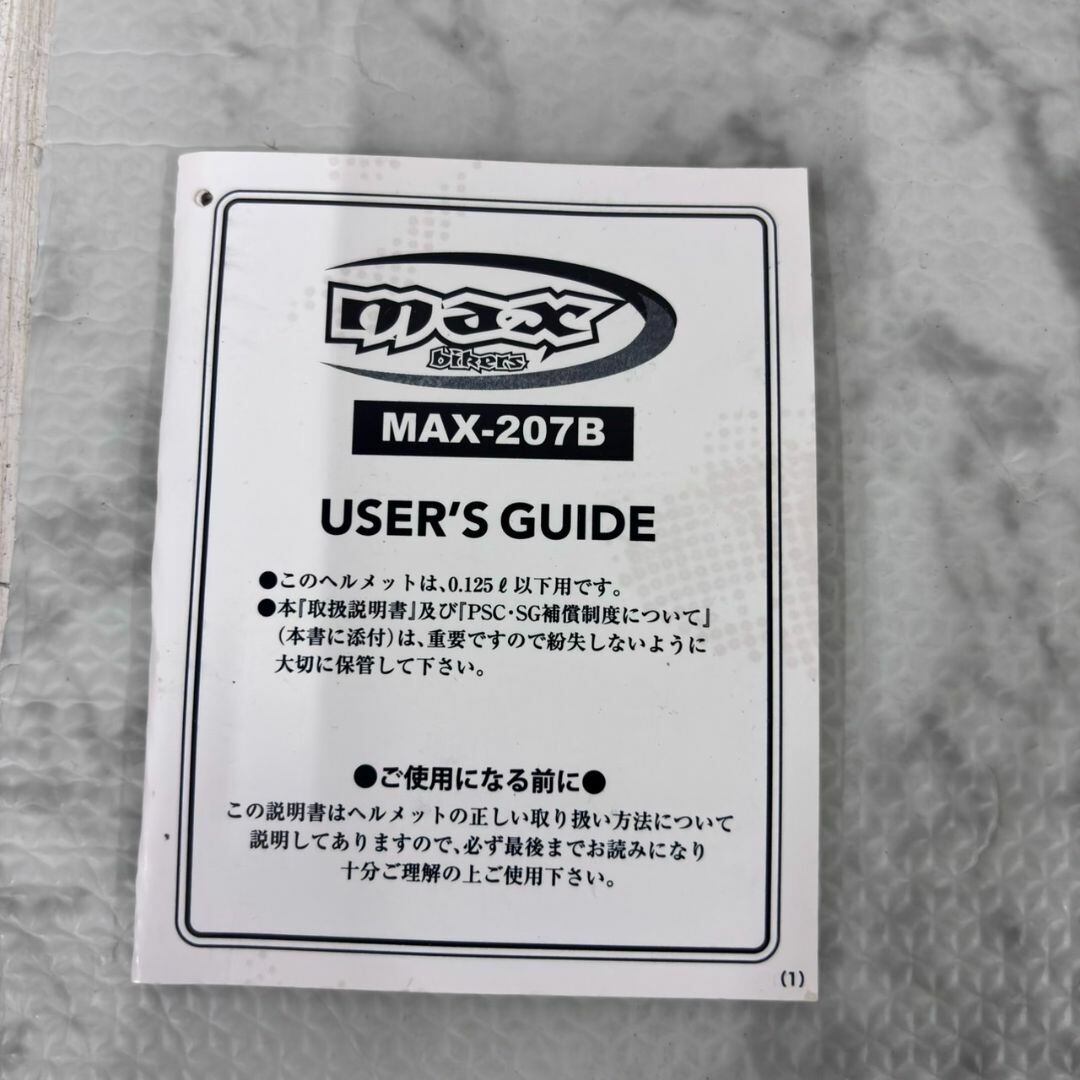 max
bikers
MAX-207B
USER'S GUIDE
●このヘルメットは、0.125ℓ以下用です。
●本『取扱説明書』及び『PSC・SG補償制度について』
(本書に添付)は、重要ですので紛失しないように
大切に保管して下さい。
●ご使用になる前に●
この説明書はヘルメットの正しい取り扱い方法について
説明してありますので、必ず最後までお読みになり
十分ご理解の上ご使用下さい。
(1)